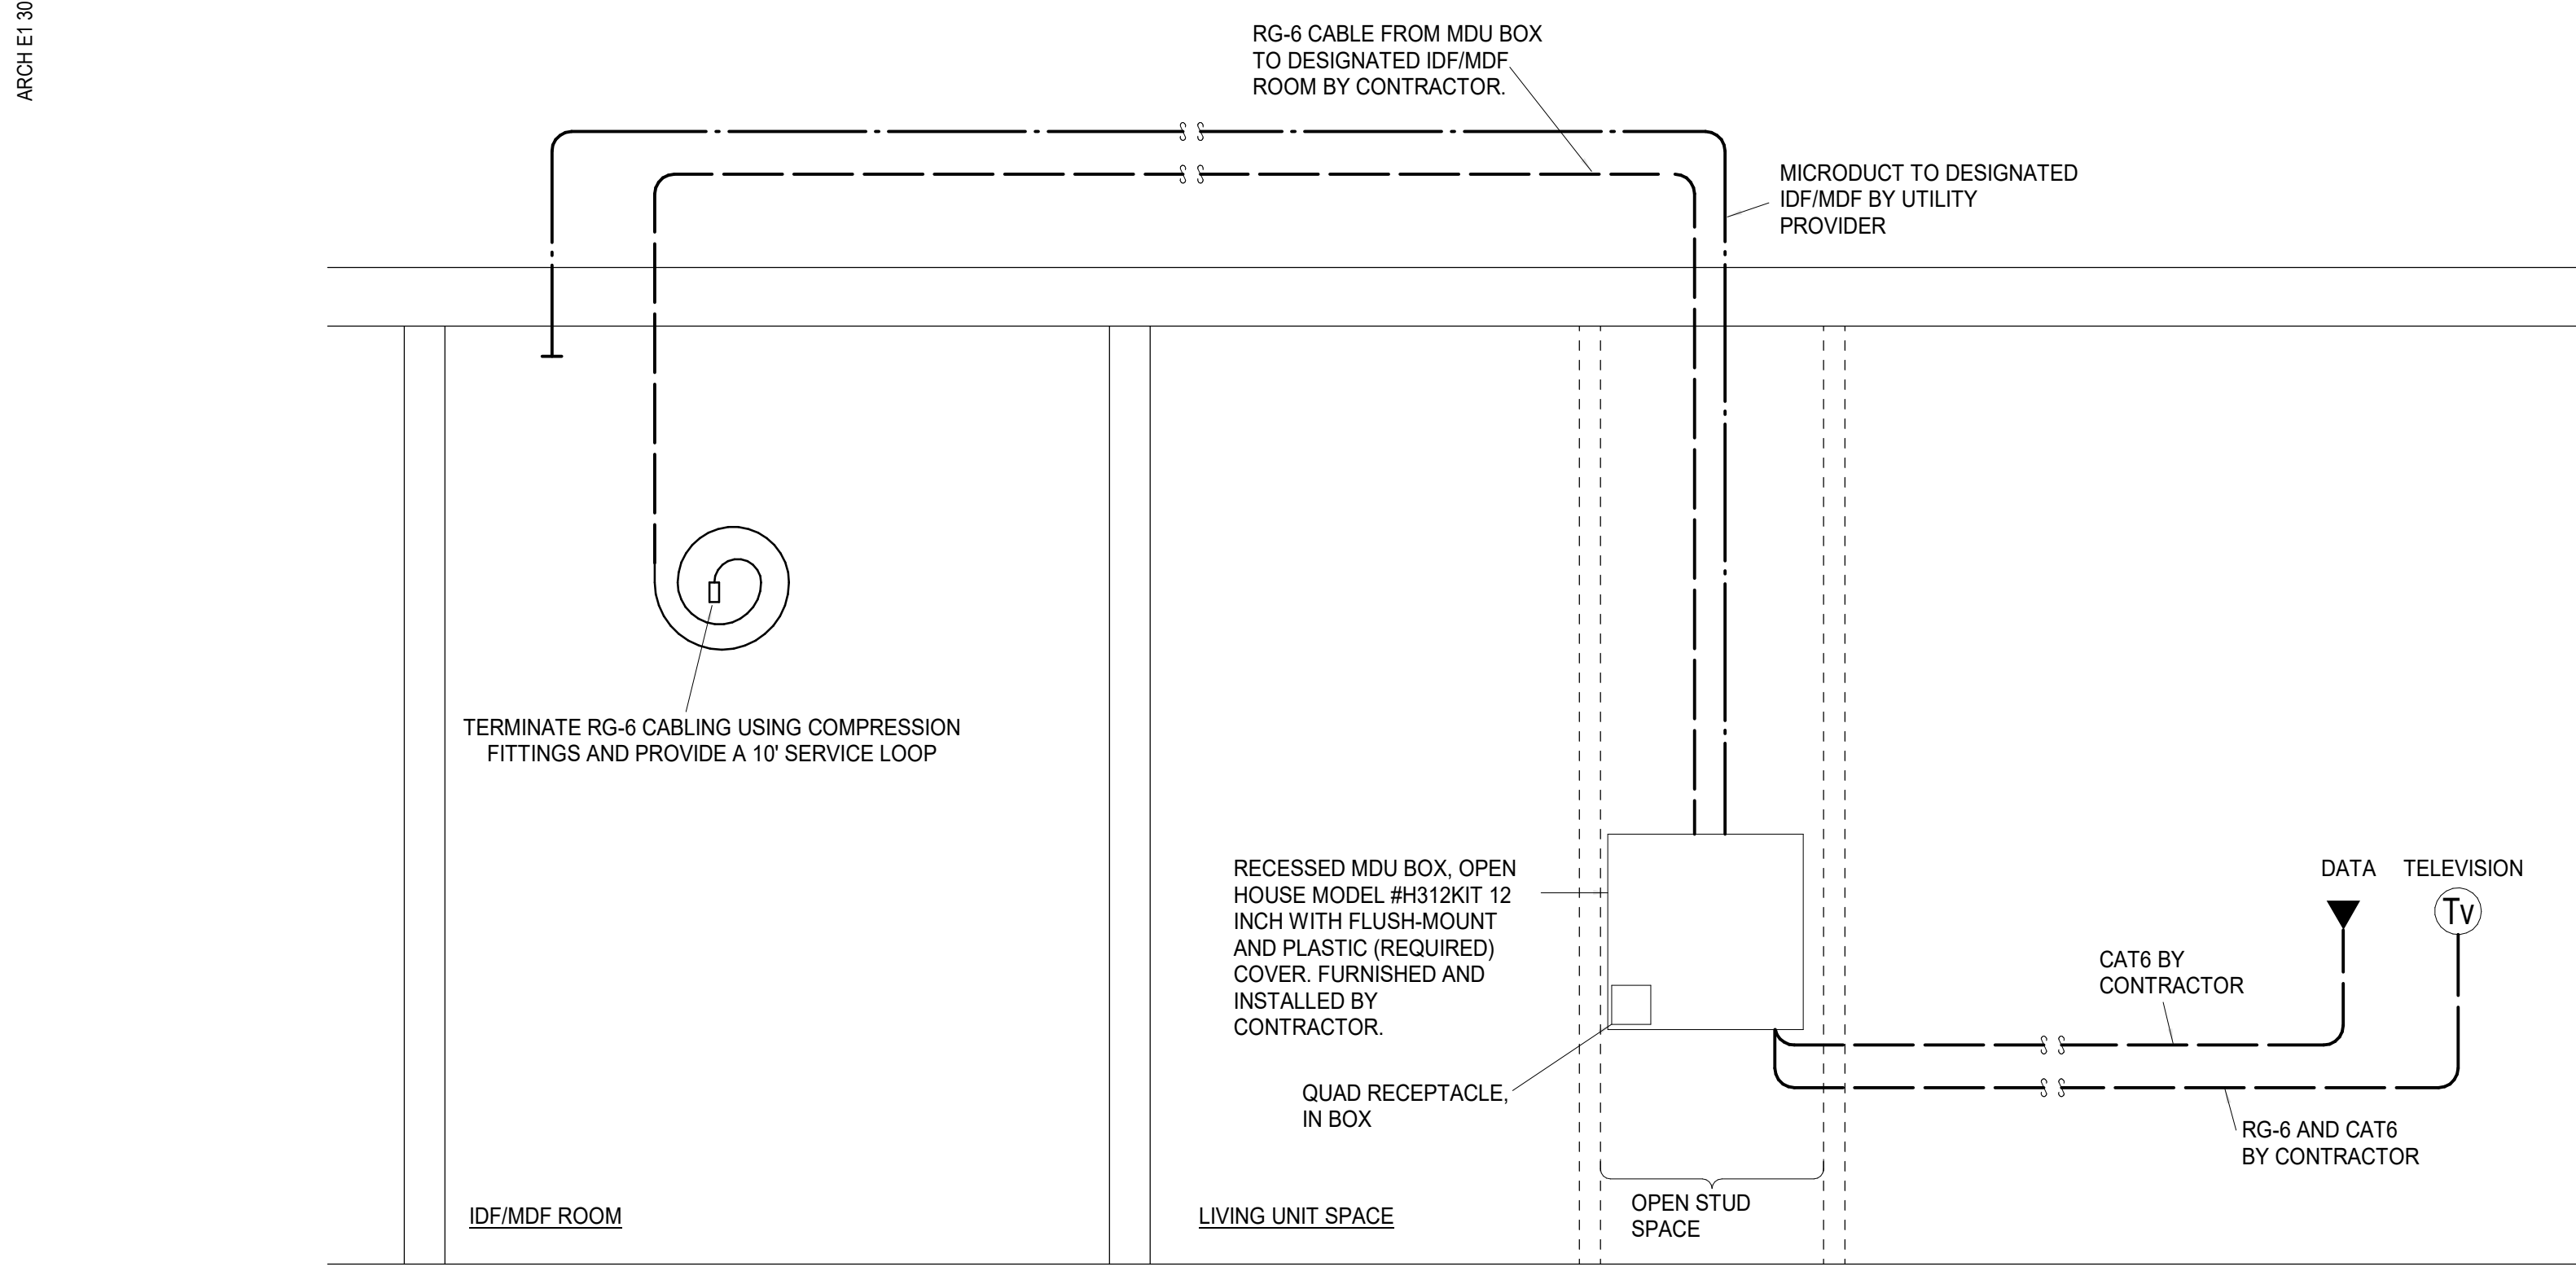 ARCH E1 30
RG-6 CABLE FROM MDU BOX
TO DESIGNATED IDF/MDF
ROOM BY CONTRACTOR.
MICRODUCT TO DESIGNATED
IDF/MDF BY UTILITY
PROVIDER
TERMINATE RG-6 CABLING USING COMPRESSION
FITTINGS AND PROVIDE A 10' SERVICE LOOP
RECESSED MDU BOX, OPEN
HOUSE MODEL #H312KIT 12
INCH WITH FLUSH-MOUNT
AND PLASTIC (REQUIRED)
COVER. FURNISHED AND
INSTALLED BY
CONTRACTOR.
DATA
TELEVISION
Tv
CAT6 BY
CONTRACTOR
QUAD RECEPTACLE,
IN BOX
RG-6 AND CAT6
BY CONTRACTOR
IDF/MDF ROOM
LIVING UNIT SPACE
OPEN STUD
SPACE